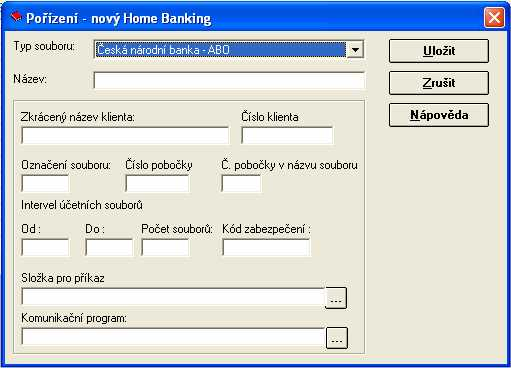 Pořízení - nový Home Banking
Typ souboru: Česká národní banka - ABO
Uložit
Název:
Zrušit
Nápověda
Zkrácený název klienta: Číslo klienta
Označení souboru: Číslo pobočky Č. pobočky v názvu souboru
Intervel účetních souborů
Od : Do : Počet souborů: Kód zabezpečení :
Složka pro příkaz
...
Komunikační program:
...